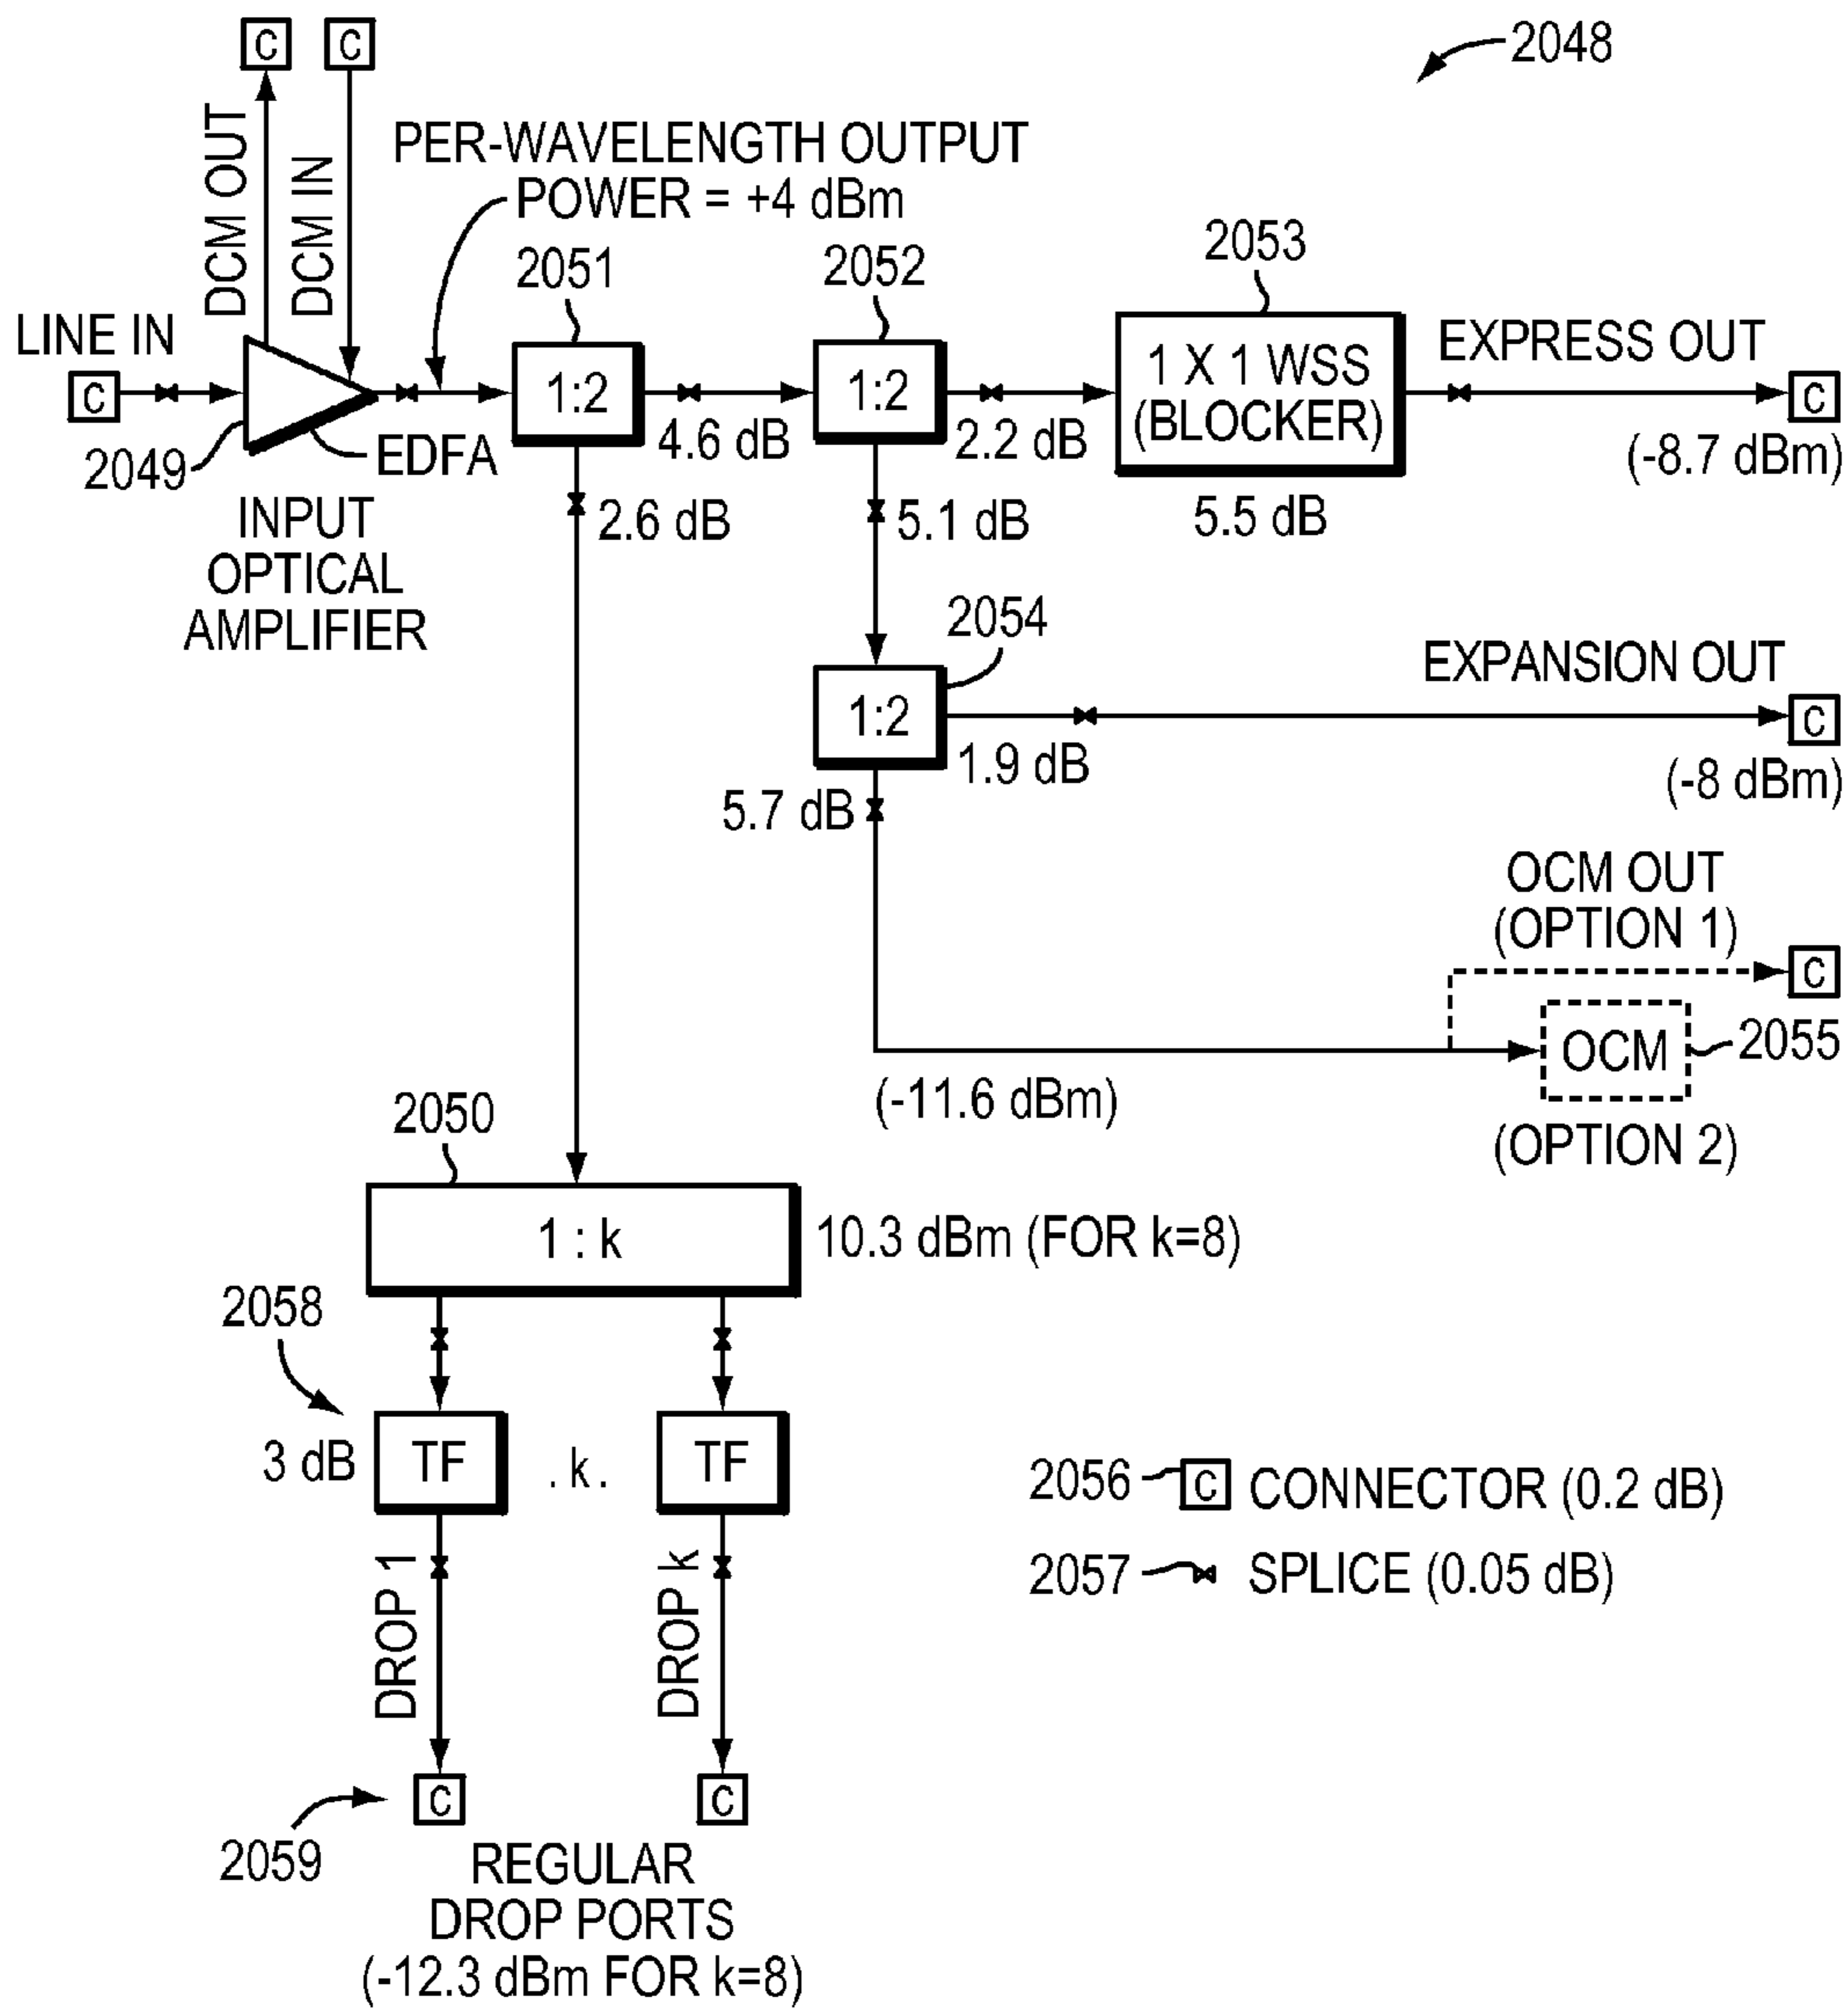 C
C
2048
DCM OUT
DCM IN
PER-WAVELENGTH OUTPUT
POWER = +4 dBm
2051
2052
2053
LINE IN
C
1:2
1:2
1 X 1 WSS
(BLOCKER)
EXPRESS OUT
C
2049
EDFA
4.6 dB
2.2 dB
(-8.7 dBm)
INPUT
OPTICAL
AMPLIFIER
2.6 dB
5.1 dB
5.5 dB
2054
EXPANSION OUT
1:2
C
1.9 dB
(-8 dBm)
5.7 dB
OCM OUT
(OPTION 1)
C
OCM
2055
(-11.6 dBm)
(OPTION 2)
2050
1 : k
10.3 dBm (FOR k=8)
2058
3 dB
TF
. k .
TF
2056
C
CONNECTOR (0.2 dB)
2057
SPLICE (0.05 dB)
DROP 1
DROP k
C
C
2059
REGULAR
DROP PORTS
(-12.3 dBm FOR k=8)